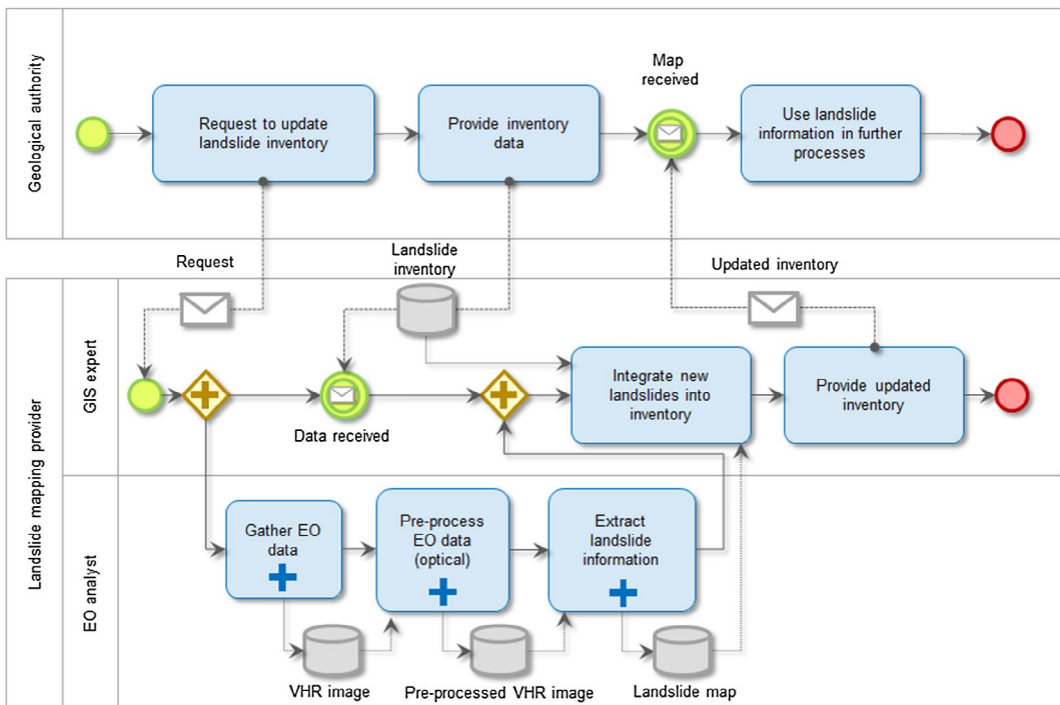 Geological authority
Request to update
landslide inventory
Provide inventory
data
Map
received
Use landslide
information in further
processes
Request
Landslide
inventory
Updated inventory
Landslide mapping provider
GIS expert
Data received
Integrate new
landslides into
inventory
Provide updated
inventory
EO analyst
Gather EO
data
Pre-process
EO data
(optical)
Extract
landslide
information
VHR image
Pre-processed VHR image
Landslide map